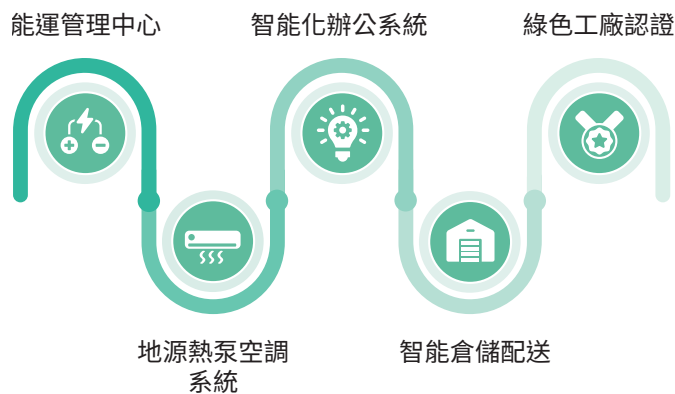 能運管理中心
智能化辦公系統
綠色工廠認證
地源熱泵空調
系統
智能倉儲配送